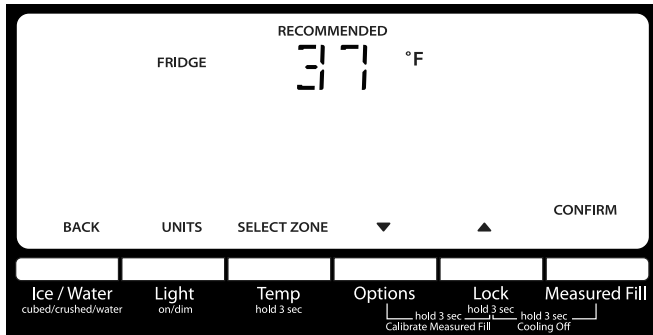 RECOMMENDED
FRIDGE 37 °F
CONFIRM
BACK UNITS SELECT ZONE ▼ ▲
Ice / Water Light Temp Options Lock Measured Fill
cubed/crushed/water on/dim hold 3 sec hold 3 sec
hold 3 sec hold 3 sec
Calibrate Measured Fill Cooling Off